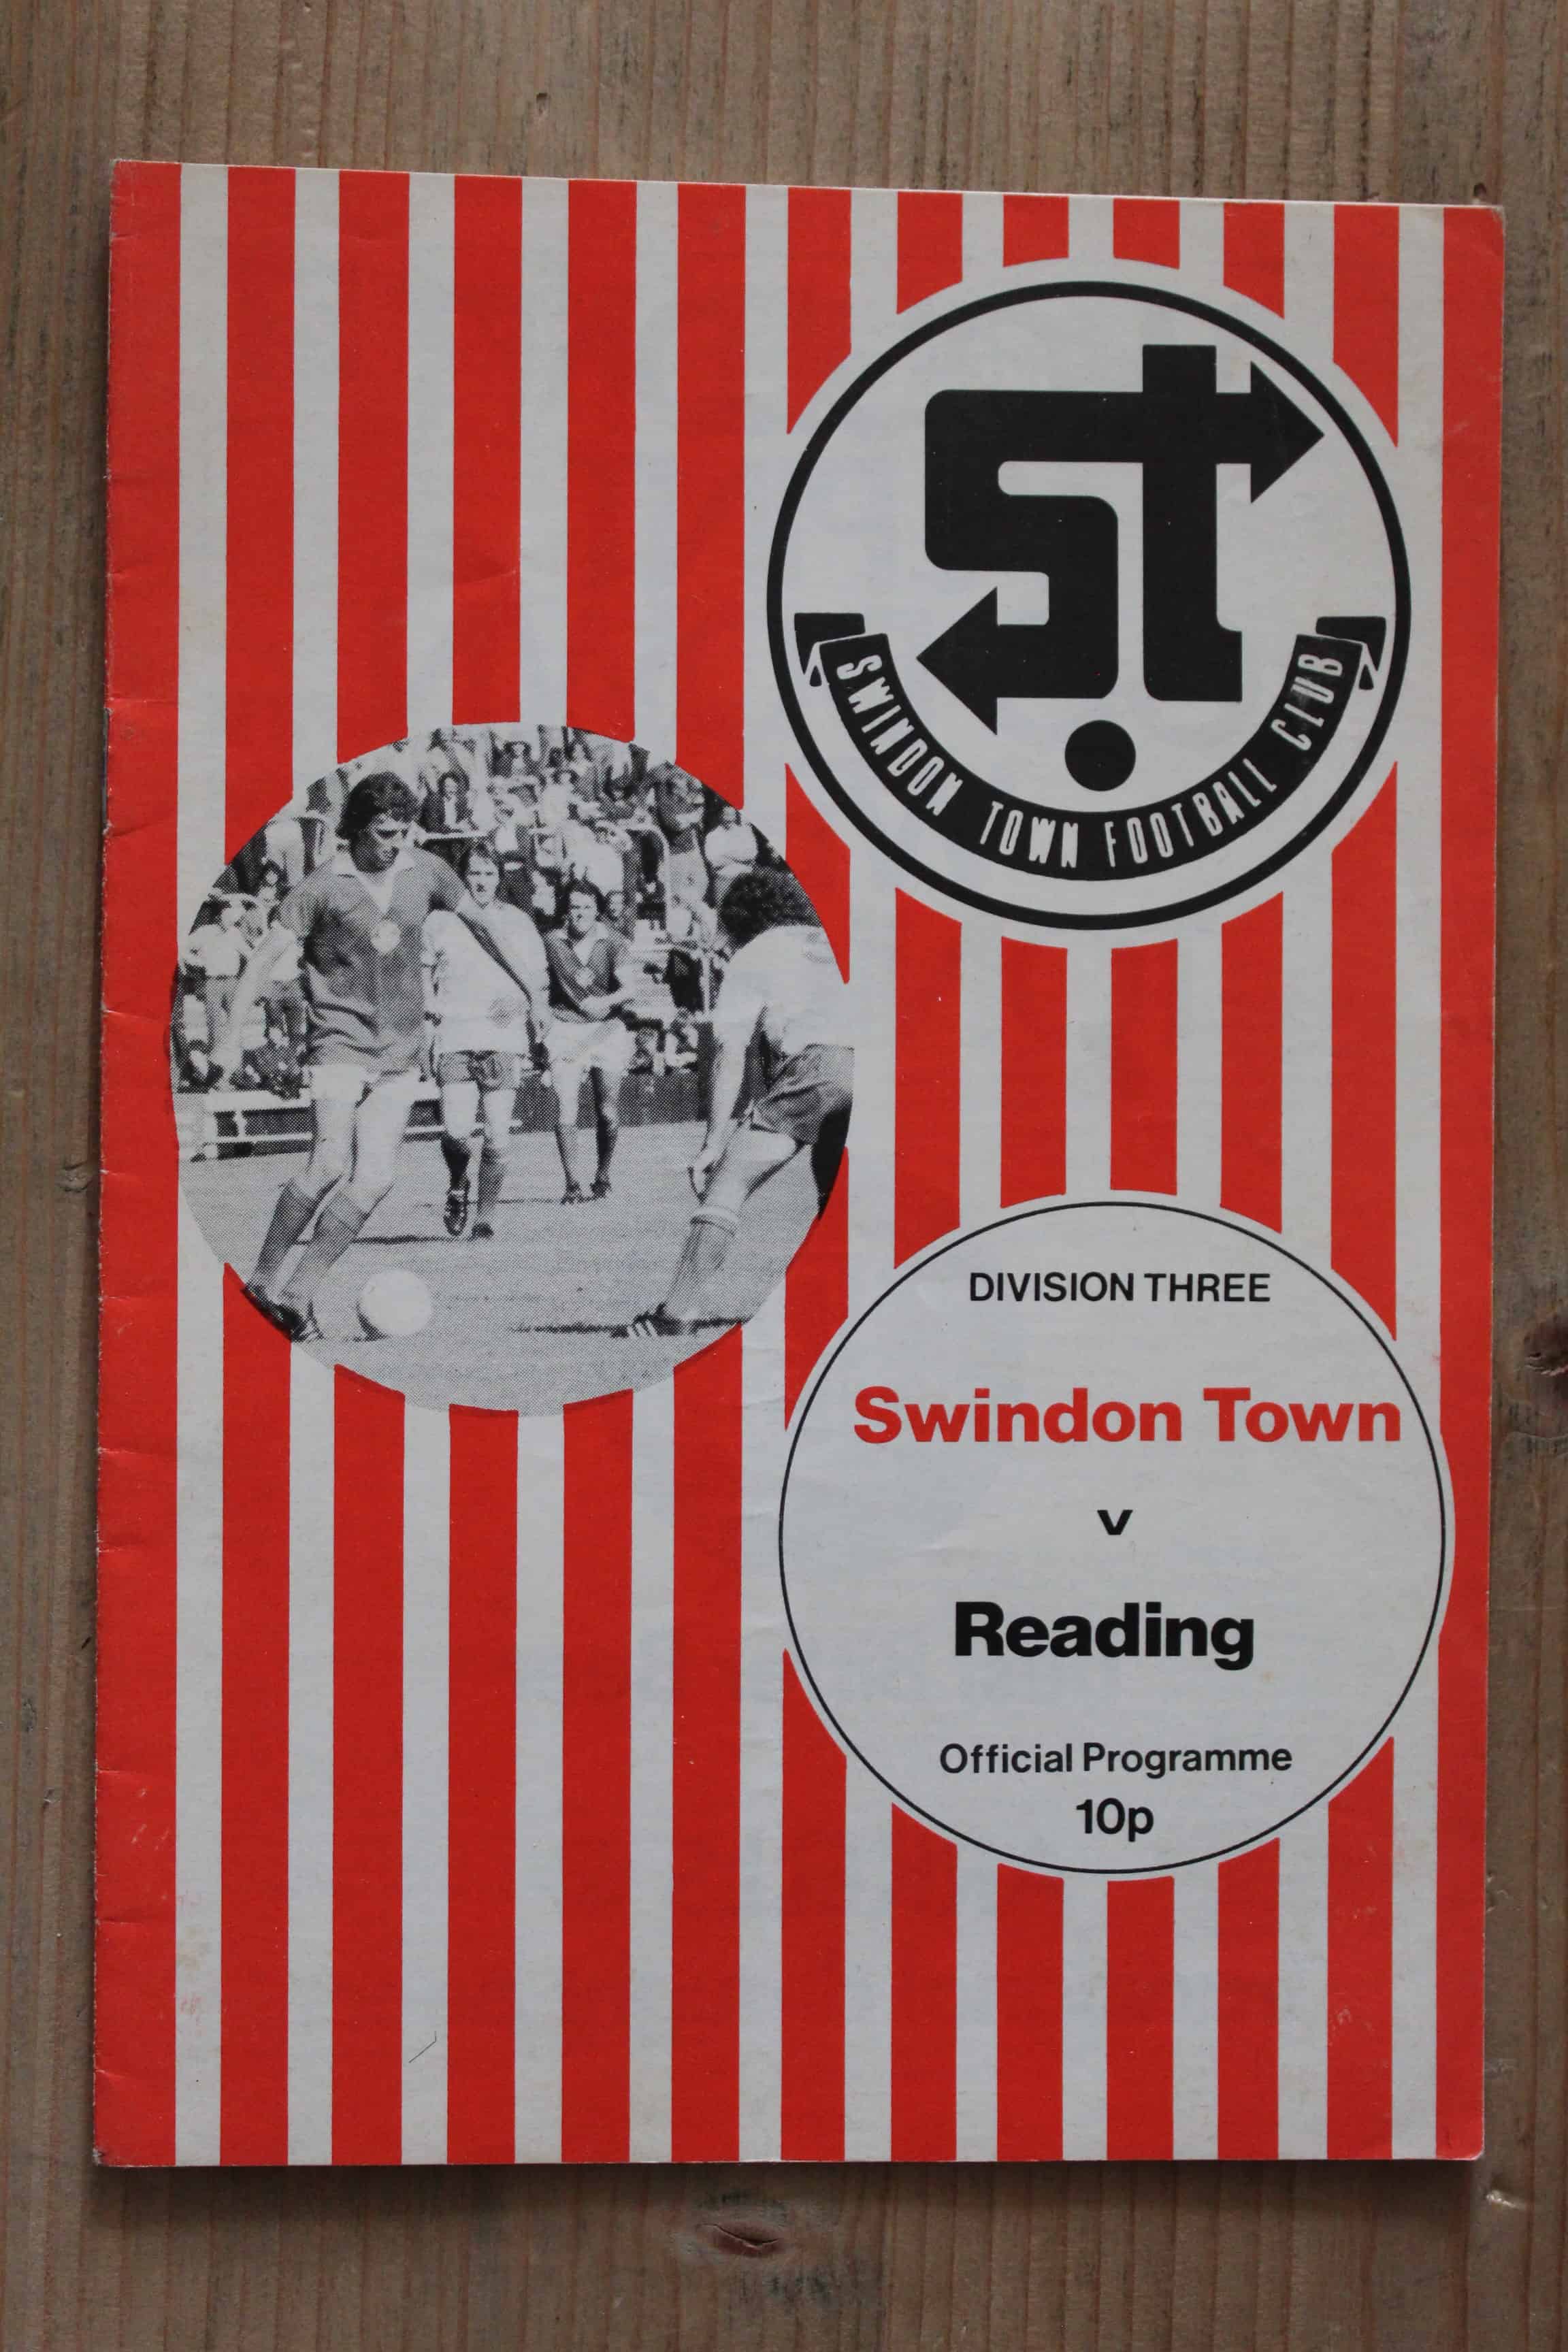 st
SWINDON TOWN FOOTBALL CLUB
DIVISION THREE
Swindon Town
v
Reading
Official Programme
10p